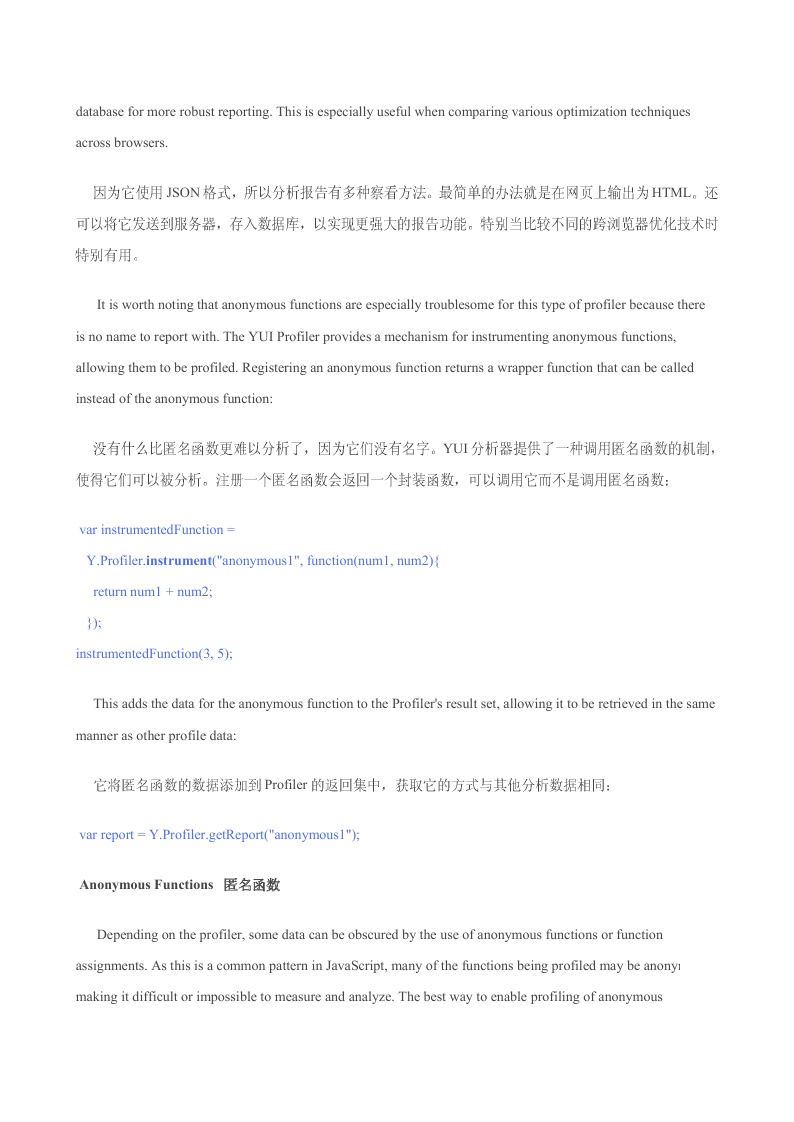 database for more robust reporting. This is especially useful when comparing various optimization techniques
across browsers.
因为它使用 JSON 格式，所以分析报告有多种察看方法。最简单的办法就是在网页上输出为 HTML。还
可以将它发送到服务器，存入数据库，以实现更强大的报告功能。特别当比较不同的跨浏览器优化技术时
特别有用。
It is worth noting that anonymous functions are especially troublesome for this type of profiler because there
is no name to report with. The YUI Profiler provides a mechanism for instrumenting anonymous functions,
allowing them to be profiled. Registering an anonymous function returns a wrapper function that can be called
instead of the anonymous function:
没有什么比匿名函数更难以分析了，因为它们没有名字。YUI 分析器提供了一种调用匿名函数的机制，
使得它们可以被分析。注册一个匿名函数会返回一个封装函数，可以调用它而不是调用匿名函数；
var instrumentedFunction =
Y.Profiler.instrument("anonymous1", function(num1, num2){
return num1 + num2;
});
instrumentedFunction(3, 5);
This adds the data for the anonymous function to the Profiler's result set, allowing it to be retrieved in the same
manner as other profile data:
它将匿名函数的数据添加到 Profiler 的返回集中，获取它的方式与其他分析数据相同：
var report = Y.Profiler.getReport("anonymous1");
Anonymous Functions 匿名函数
Depending on the profiler, some data can be obscured by the use of anonymous functions or function
assignments. As this is a common pattern in JavaScript, many of the functions being profiled may be
making it difficult or impossible to measure and analyze. The best way to enable profiling of anonymous